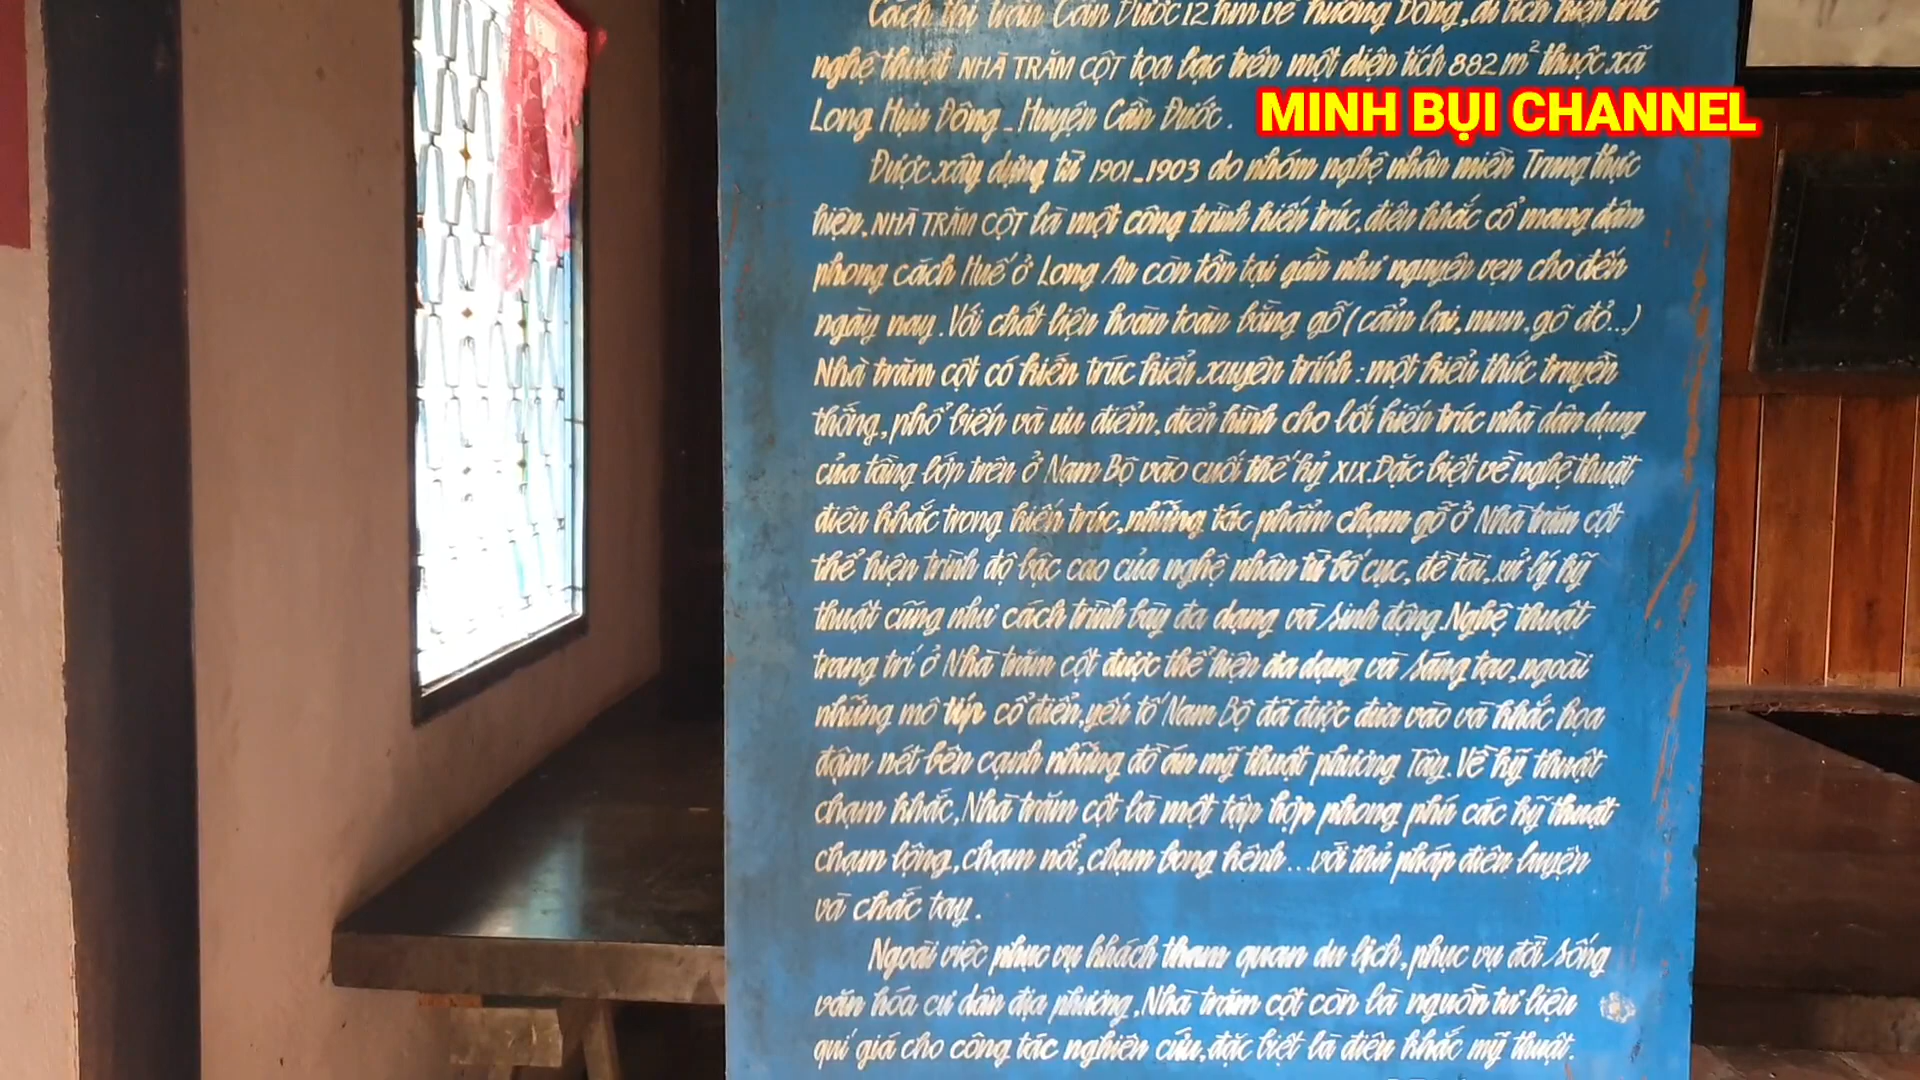 Cách thị trấn Cần Đước 12 km về hướng Đông, di tích kiến trúc
nghệ thuật NHÀ TRĂM CỘT tọa lạc trên một diện tích 882 m² thuộc xã
Long Hựu Đông - Huyện Cần Đước.
MINH BỤI CHANNEL
Được xây dựng từ 1901-1903 do nhóm nghệ nhân miền Trung thực
hiện, NHÀ TRĂM CỘT là một công trình kiến trúc, điêu khắc cổ mang đậm
phong cách Huế ở Long An còn tồn tại gần như nguyên vẹn cho đến
ngày nay. Với chất liệu hoàn toàn bằng gỗ (cẩm lai, mun, gõ đỏ...)
Nhà trăm cột có kiến trúc kiểu xuyên trính: một kiểu thức truyền
thống, phổ biến và ưu điểm, điển hình cho lối kiến trúc nhà dân dụng
của tầng lớp trên ở Nam Bộ vào cuối thế kỷ XIX. Đặc biệt về nghệ thuật
điêu khắc trong kiến trúc, những tác phẩm chạm gỗ ở Nhà trăm cột
thể hiện trình độ bậc cao của nghệ nhân từ bố cục, đề tài, xử lý kỹ
thuật cũng như cách trình bày đa dạng và sinh động. Nghệ thuật
trang trí ở Nhà trăm cột được thể hiện đa dạng và sáng tạo, ngoài
những mô típ cổ điển, yếu tố Nam Bộ đã được đưa vào và khắc họa
đậm nét bên cạnh những đồ án mỹ thuật phương Tây. Về kỹ thuật
chạm khắc, Nhà trăm cột là một tập hợp phong phú các kỹ thuật
chạm lộng, chạm nổi, chạm bong kênh... với thủ pháp điêu luyện
và chắc tay.
Ngoài việc phục vụ khách tham quan du lịch, phục vụ đời sống
văn hóa cư dân địa phương, Nhà trăm cột còn là nguồn tư liệu
quí giá cho công tác nghiên cứu, đặc biệt là điêu khắc mỹ thuật.